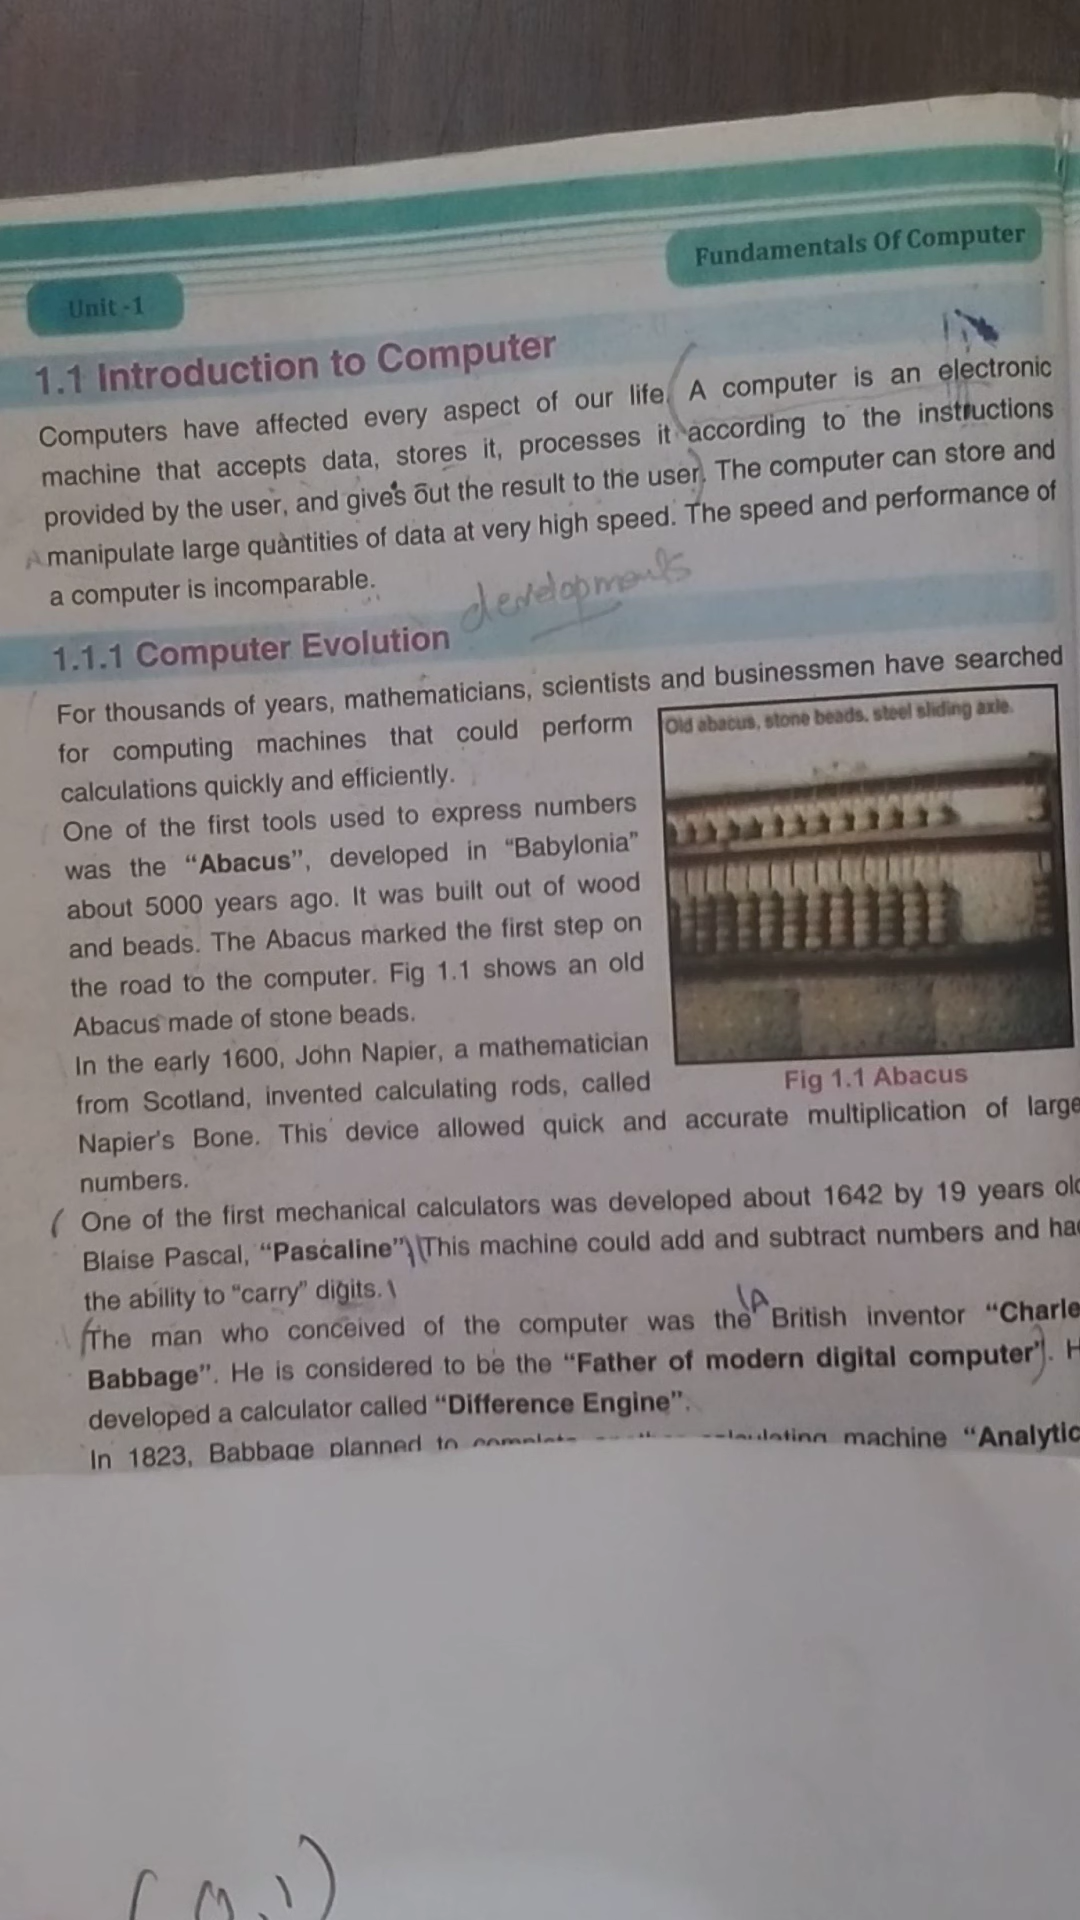 Fundamentals Of Computer
Unit -1
1.1 Introduction to Computer
Computers have affected every aspect of our life. A computer is an electronic
machine that accepts data, stores it, processes it according to the instructions
provided by the user, and gives out the result to the user. The computer can store and
manipulate large quantities of data at very high speed. The speed and performance of
a computer is incomparable.
developments
1.1.1 Computer Evolution
For thousands of years, mathematicians, scientists and businessmen have searched
for computing machines that could perform
calculations quickly and efficiently.
One of the first tools used to express numbers
was the “Abacus”, developed in “Babylonia”
about 5000 years ago. It was built out of wood
and beads. The Abacus marked the first step on
the road to the computer. Fig 1.1 shows an old
Abacus made of stone beads.
In the early 1600, John Napier, a mathematician
from Scotland, invented calculating rods, called
Old abacus, stone beads, steel sliding axle.
Fig 1.1 Abacus
Napier's Bone. This device allowed quick and accurate multiplication of large
numbers.
One of the first mechanical calculators was developed about 1642 by 19 years old
Blaise Pascal, “Pascaline” This machine could add and subtract numbers and ha
the ability to “carry” digits.
The man who conceived of the computer was the British inventor “Charle
Babbage”. He is considered to be the “Father of modern digital computer”. H
developed a calculator called “Difference Engine”.
In 1823, Babbage planned to machine “Analytic